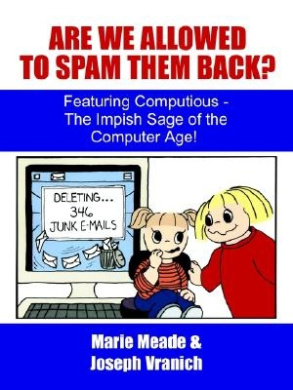 ARE WE ALLOWED
TO SPAM THEM BACK?
Featuring Computious -
The Impish Sage of the
Computer Age!
DELETING...
346
JUNK E-MAILS
Marie Meade &
Joseph Vranich